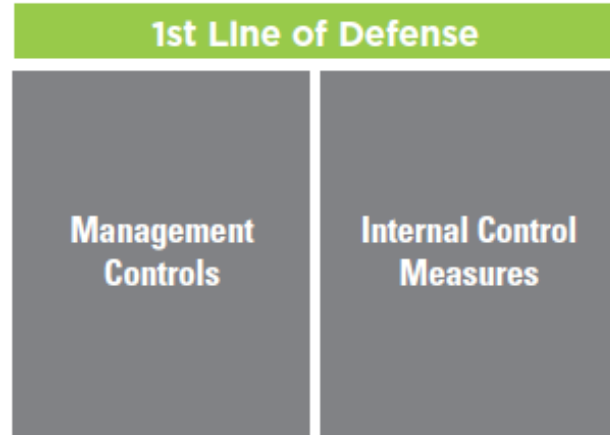 1st Line of Defense
Management
Controls
Internal Control
Measures